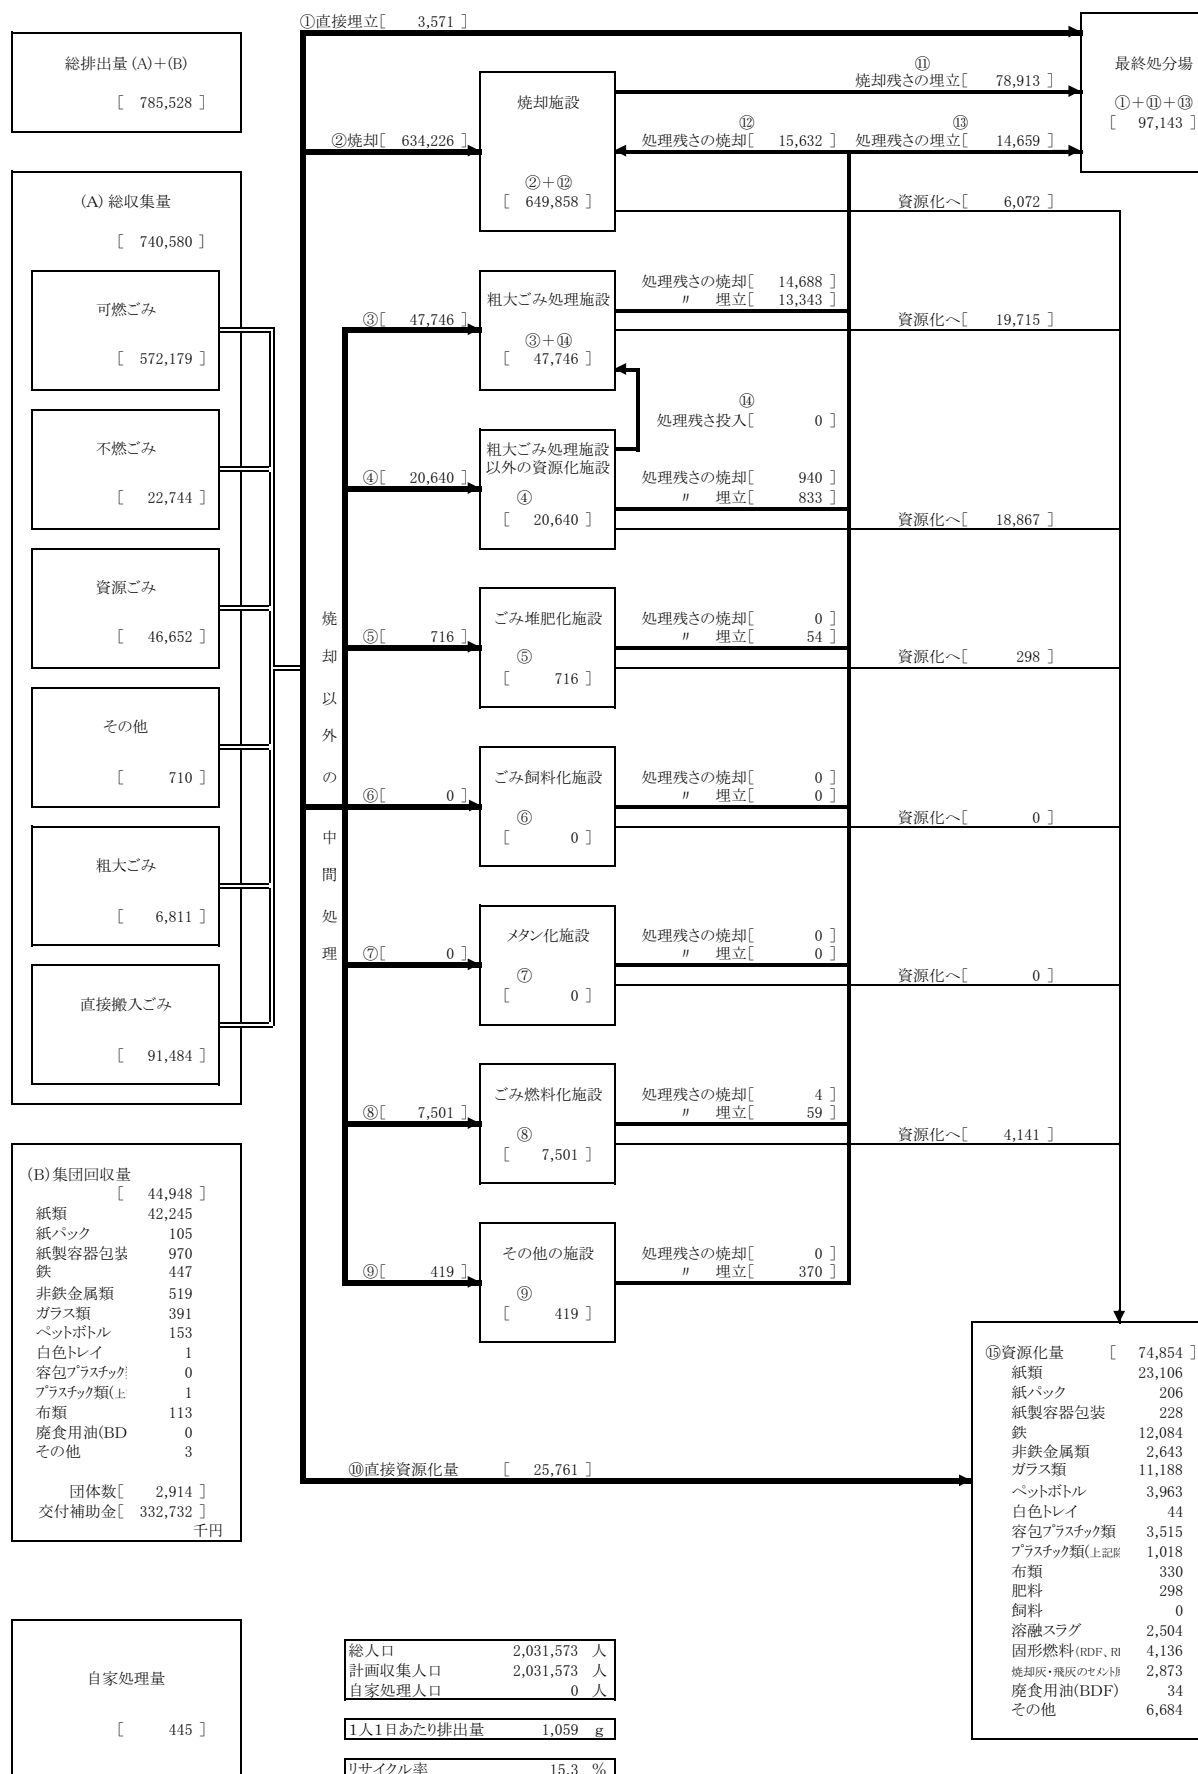 総排出量 (A)+(B)
[ 785,528 ]
(A) 総収集量
[ 740,580 ]
可燃ごみ
[ 572,179 ]
不燃ごみ
[ 22,744 ]
資源ごみ
[ 46,652 ]
その他
[ 710 ]
粗大ごみ
[ 6,811 ]
直接搬入ごみ
[ 91,484 ]
(B)集団回収量
[ 44,948 ]
紙類 42,245
紙パック 105
紙製容器包装 970
鉄 447
非鉄金属類 519
ガラス類 391
ペットボトル 153
白色トレイ 1
容包プラスチック 0
プラスチック類(上 1
布類 113
廃食用油(BD 0
その他 3
団体数[ 2,914 ]
交付補助金[ 332,732 ]
千円
自家処理量
[ 445 ]
①直接埋立[ 3,571 ]
②焼却[ 634,226 ]
焼却以外の中間処理
③[ 47,746 ]
④[ 20,640 ]
⑤[ 716 ]
⑥[ 0 ]
⑦[ 0 ]
⑧[ 7,501 ]
⑨[ 419 ]
⑩直接資源化量 [ 25,761 ]
焼却施設
②+⑫
[ 649,858 ]
⑪
焼却残さの埋立[ 78,913 ]
⑫
処理残さの焼却[ 15,632 ]
⑬
処理残さの埋立[ 14,659 ]
資源化へ[ 6,072 ]
最終処分場
①+⑪+⑬
[ 97,143 ]
粗大ごみ処理施設
③+⑭
[ 47,746 ]
処理残さの焼却[ 14,688 ]
〃 埋立[ 13,343 ]
資源化へ[ 19,715 ]
⑭
処理残さ投入[ 0 ]
粗大ごみ処理施設
以外の資源化施設
④
[ 20,640 ]
処理残さの焼却[ 940 ]
〃 埋立[ 833 ]
資源化へ[ 18,867 ]
ごみ堆肥化施設
⑤
[ 716 ]
処理残さの焼却[ 0 ]
〃 埋立[ 54 ]
資源化へ[ 298 ]
ごみ飼料化施設
⑥
[ 0 ]
処理残さの焼却[ 0 ]
〃 埋立[ 0 ]
資源化へ[ 0 ]
メタン化施設
⑦
[ 0 ]
処理残さの焼却[ 0 ]
〃 埋立[ 0 ]
資源化へ[ 0 ]
ごみ燃料化施設
⑧
[ 7,501 ]
処理残さの焼却[ 4 ]
〃 埋立[ 59 ]
資源化へ[ 4,141 ]
その他の施設
⑨
[ 419 ]
処理残さの焼却[ 0 ]
〃 埋立[ 370 ]
⑮資源化量 [ 74,854 ]
紙類 23,106
紙パック 206
紙製容器包装 228
鉄 12,084
非鉄金属類 2,643
ガラス類 11,188
ペットボトル 3,963
白色トレイ 44
容包プラスチック類 3,515
プラスチック類(上記 1,018
布類 330
肥料 298
飼料 0
溶融スラグ 2,504
固形燃料(RDF、 4,136
焼却灰・飛灰のセメント 2,873
廃食用油(BDF) 34
その他 6,684
総人口 2,031,573 人
計画収集人口 2,031,573 人
自家処理人口 0 人
1人1日あたり排出量 1,059 g
リサイクル率 15.3 %